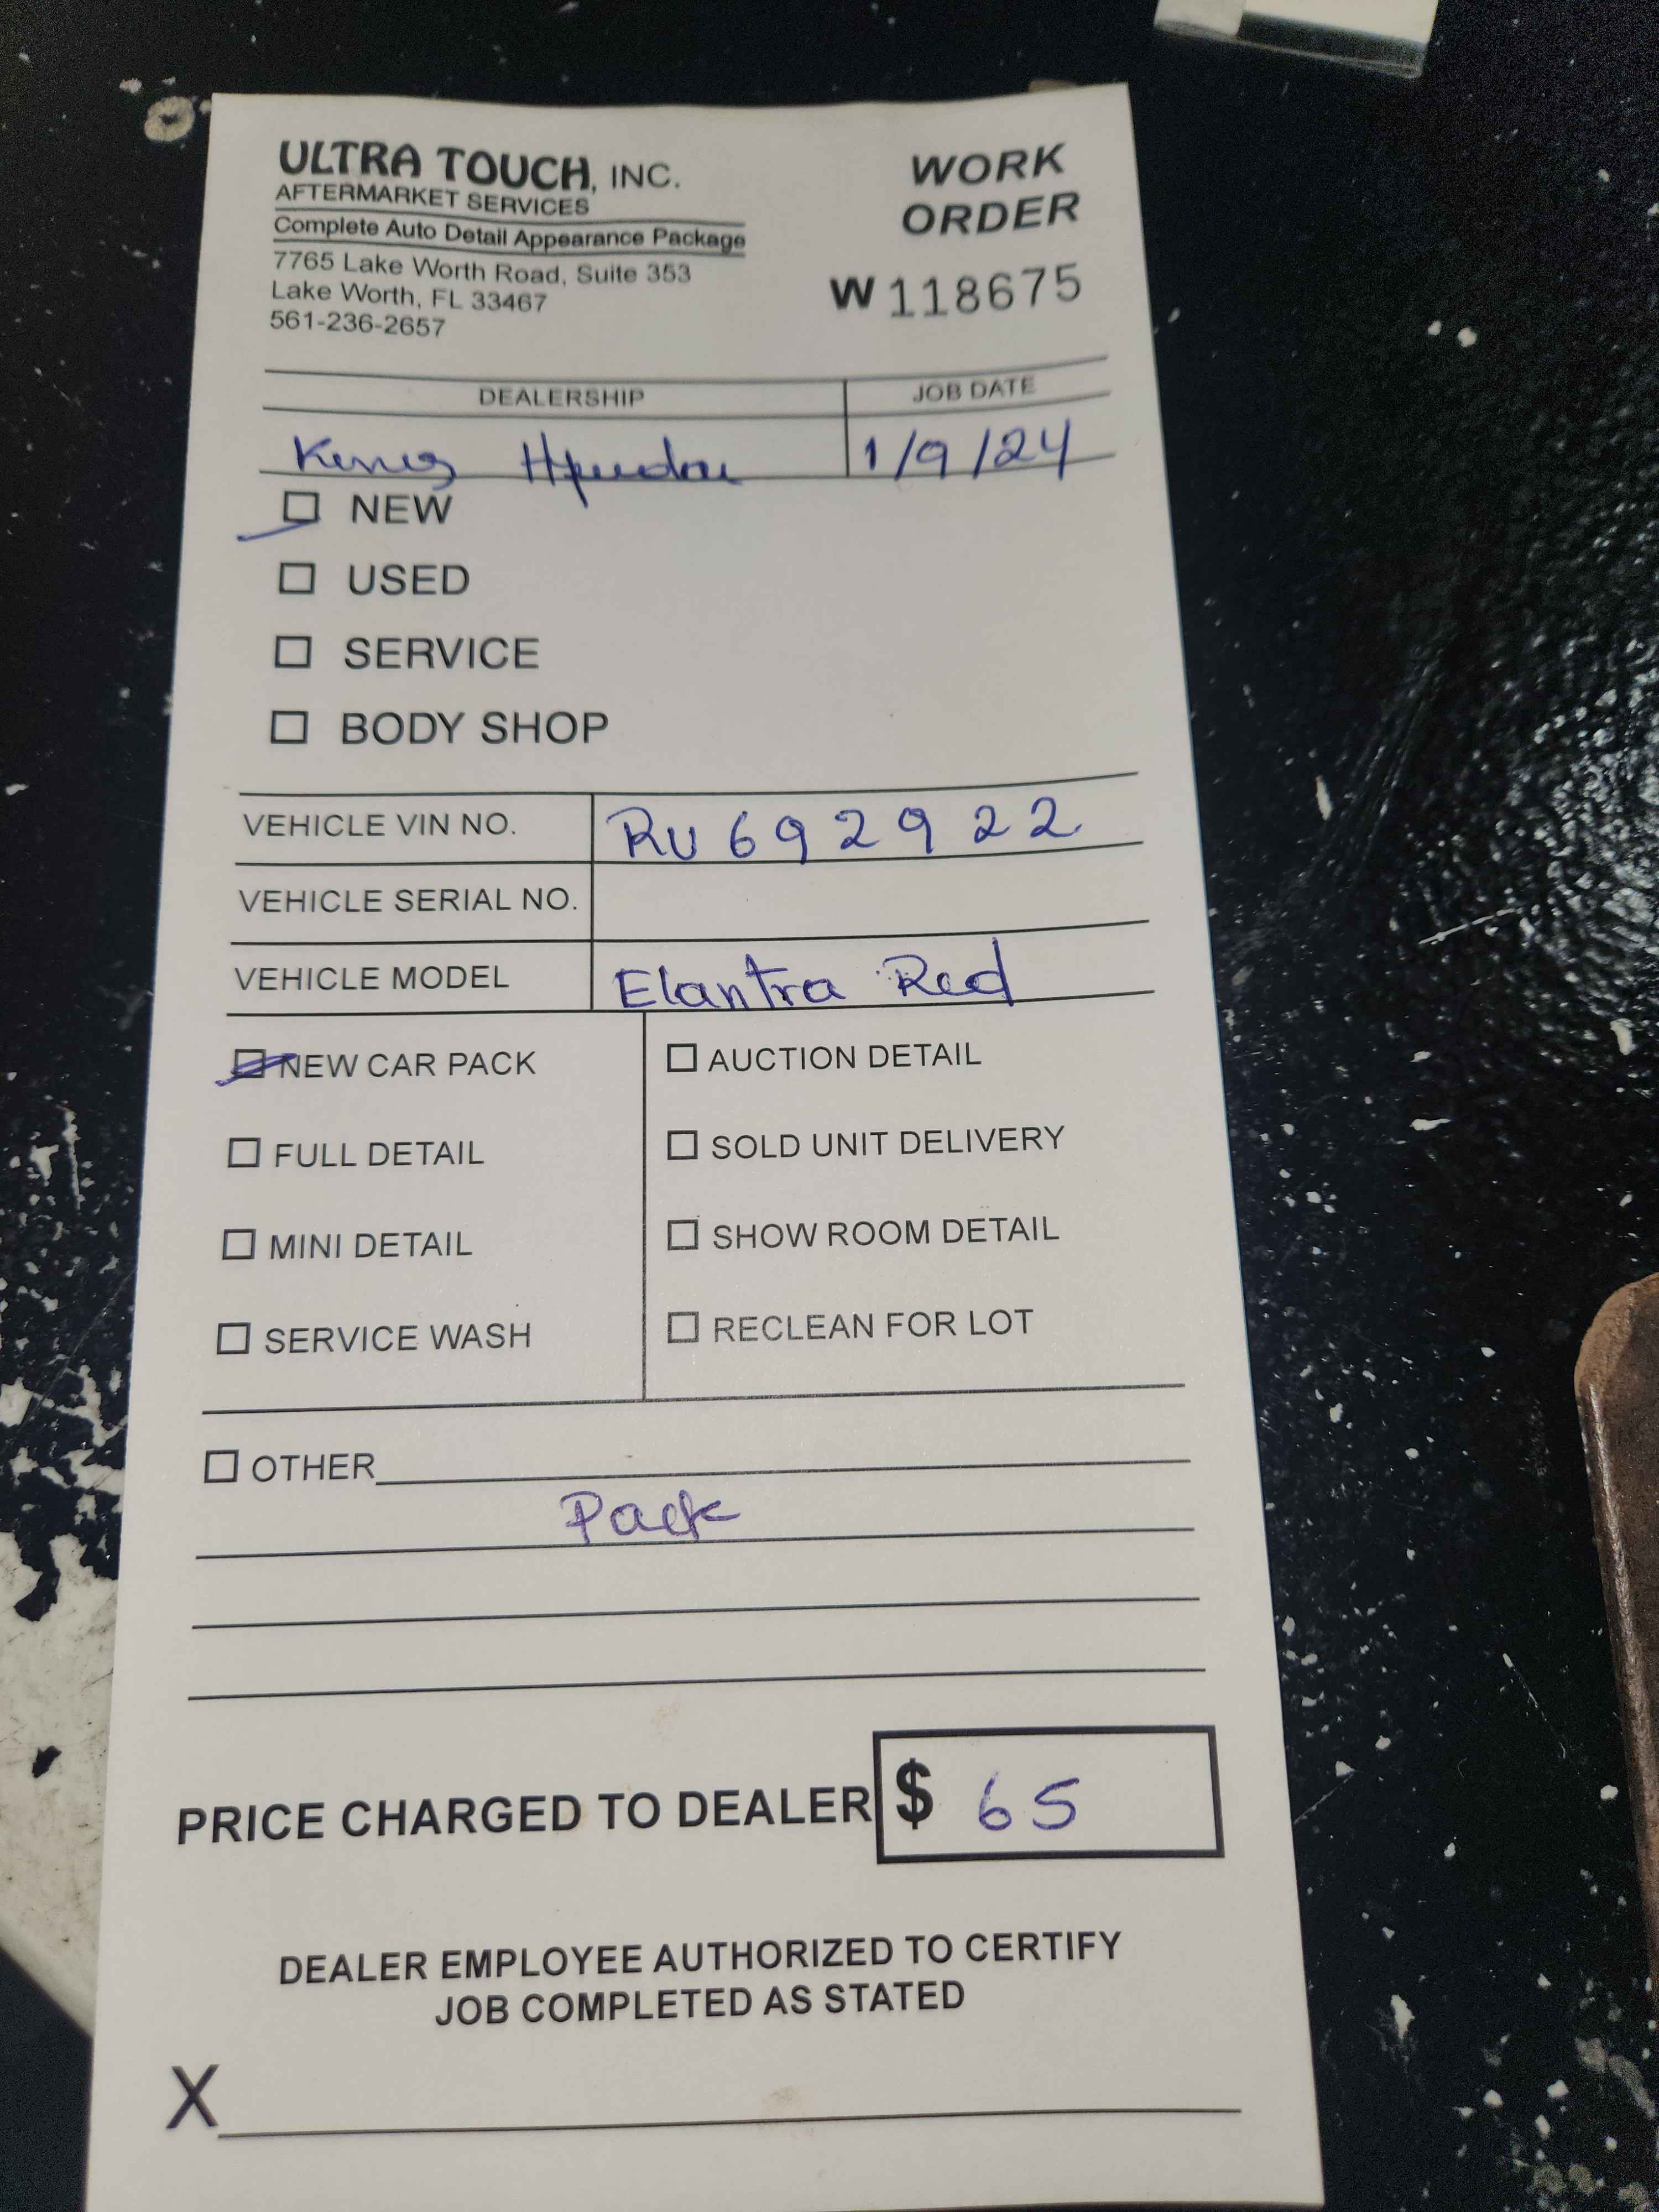 ULTRA TOUCH, INC.
AFTERMARKET SERVICES
Complete Auto Detail Appearance Package
7765 Lake Worth Road, Suite 353
Lake Worth, FL 33467
561-236-2657
WORK
ORDER
W 118675
DEALERSHIP JOB DATE
1/9/24
NEW
USED
SERVICE
BODY SHOP
VEHICLE VIN NO. RU692922
VEHICLE SERIAL NO.
VEHICLE MODEL Elantra Red
NEW CAR PACK
FULL DETAIL
MINI DETAIL
SERVICE WASH
AUCTION DETAIL
SOLD UNIT DELIVERY
SHOW ROOM DETAIL
RECLEAN FOR LOT
OTHER
Pack
PRICE CHARGED TO DEALER $ 65
DEALER EMPLOYEE AUTHORIZED TO CERTIFY
JOB COMPLETED AS STATED
X